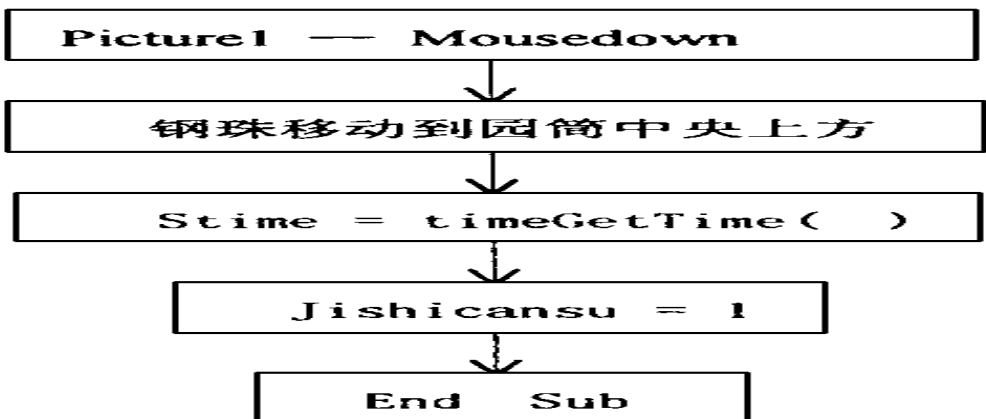 Picture1 — Mousedown
钢珠移动到园筒中央上方
Stime = timeGetTime( )
Jishicansu = 1
End Sub